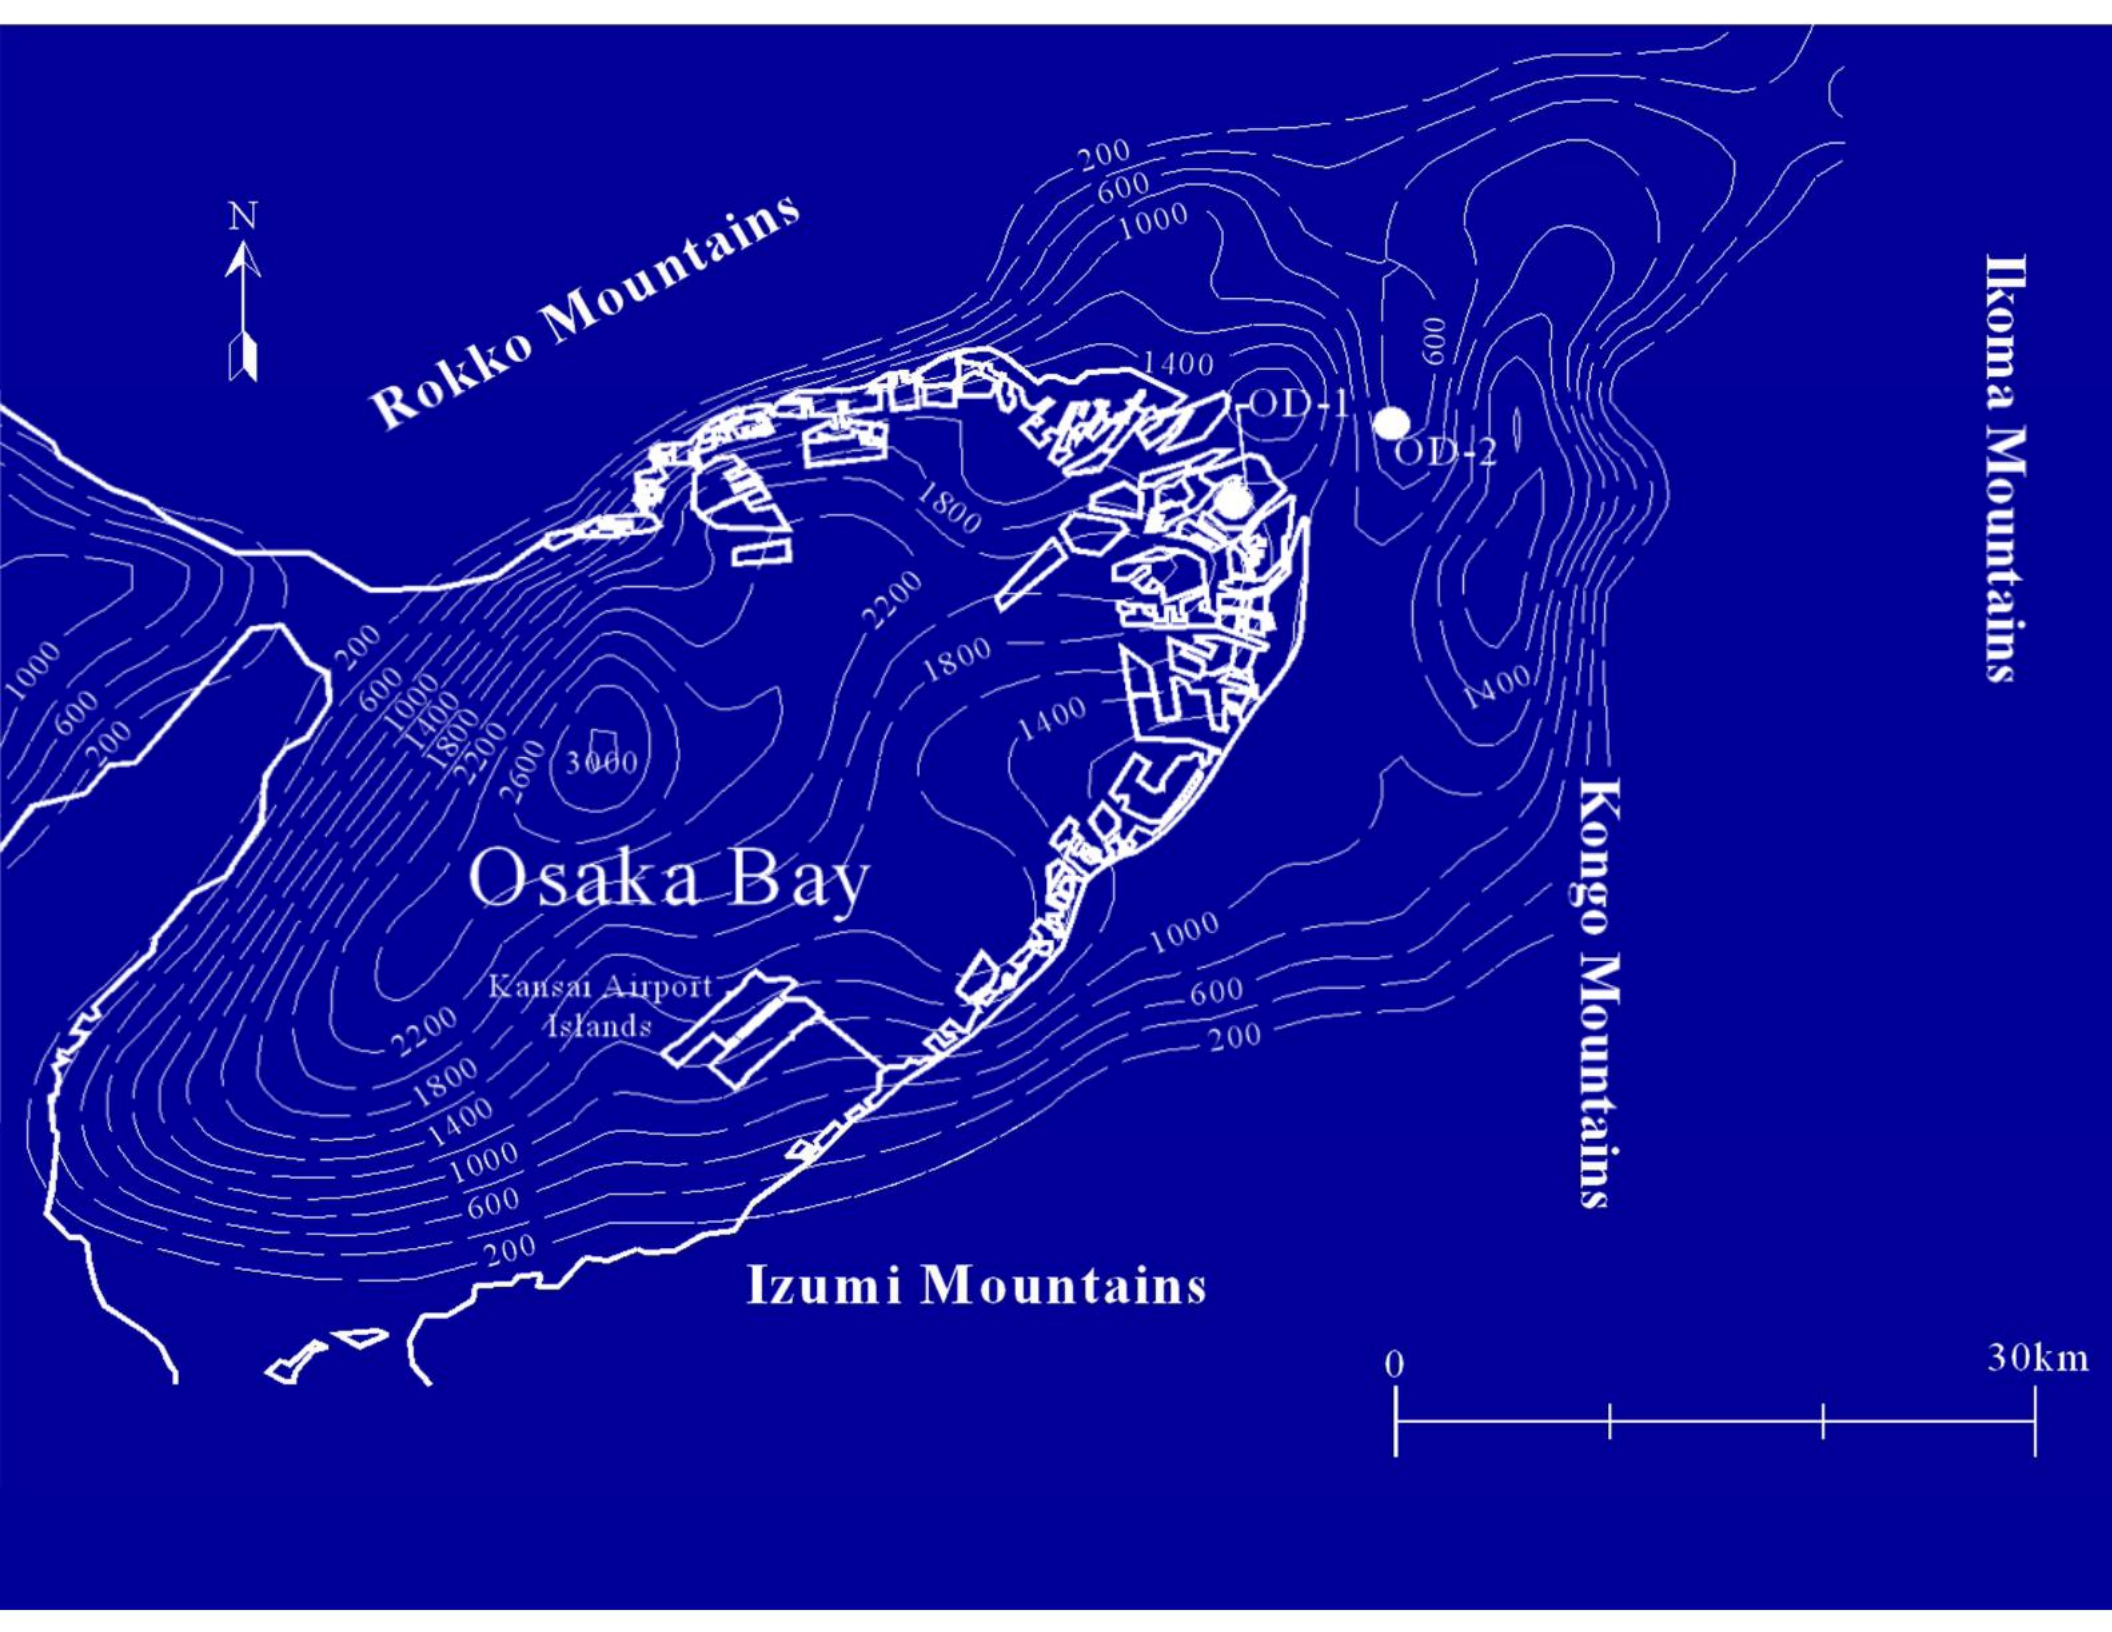 200
600
1000
N
Rokko Mountains
Ikoma Mountains
600
1400
OD-1
OD-2
1800
2200
1800
200
1000
600
200
600
1000
1400
1800
2200
2600
3000
1400
1400
Osaka Bay
Kongo Mountains
1000
Kansai Airport
Islands
600
200
2200
1800
1400
1000
600
200
Izumi Mountains
0
30km